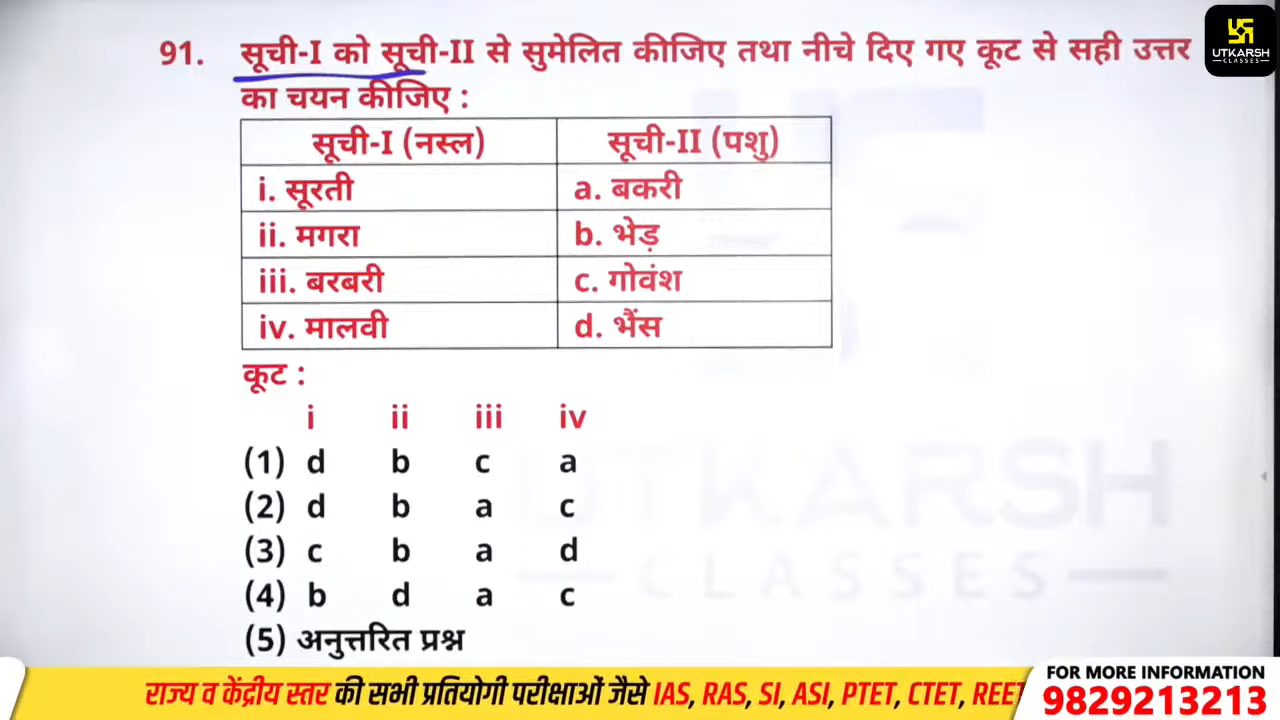 UTKARSH
CLASSES
91. सूची-I को सूची-II से सुमेलित कीजिए तथा नीचे दिए गए कूट से सही उत्तर
का चयन कीजिए :
सूची-I (नस्ल) सूची-II (पशु)
i. सूरती a. बकरी
ii. मगरा b. भेड़
iii. बरबरी c. गोवंश
iv. मालवी d. भैंस
कूट :
i ii iii iv
(1) d b c a
(2) d b a c
(3) c b a d
(4) b d a c
(5) अनुत्तरित प्रश्न
UTKARSH
CLASSES
राज्य व केंद्रीय स्तर की सभी प्रतियोगी परीक्षाओं जैसे IAS, RAS, SI, ASI, PTET, CTET, REET
FOR MORE INFORMATION
9829213213